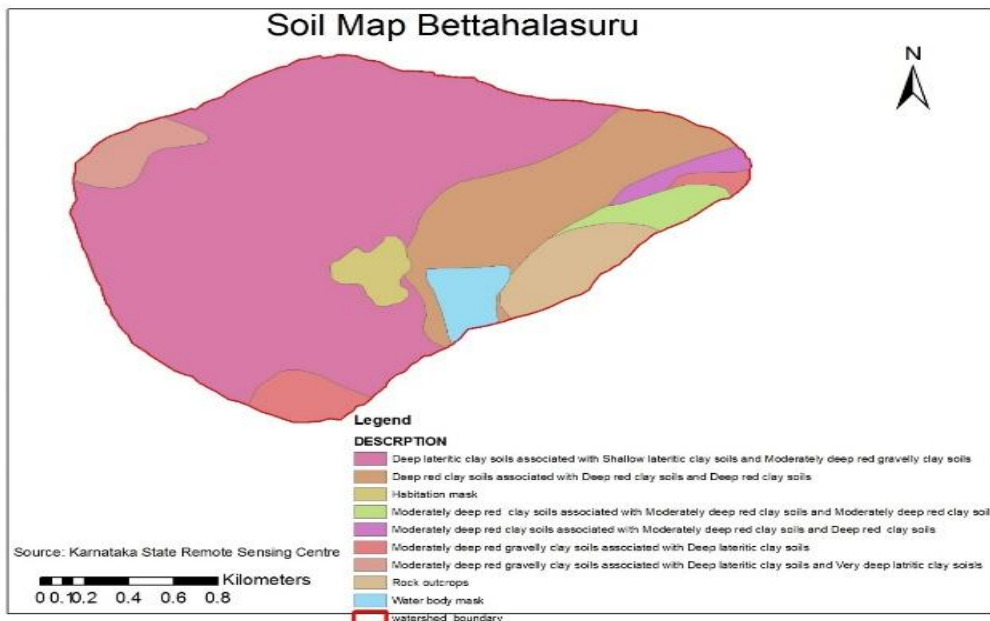 Soil Map Bettahalasuru
N
Legend
DESCRPTION
Deep lateritic clay soils associated with Shallow lateritic clay soils and Moderately deep red gravelly clay soils
Deep red clay soils associated with Deep red clay soils and Deep red clay soils
Habitation mask
Moderately deep red clay soils associated with Moderately deep red clay soils and Moderately deep red clay soil
Moderately deep red clay soils associated with Moderately deep red clay soils and Deep red clay soils
Moderately deep red gravelly clay soils associated with Deep lateritic clay soils
Moderately deep red gravelly clay soils associated with Deep lateritic clay soils and Very deep latritic clay soisls
Rock outcrops
Water body mask
watershed_boundary
Source: Karnataka State Remote Sensing Centre
Kilometers
0 0.10.2 0.4 0.6 0.8